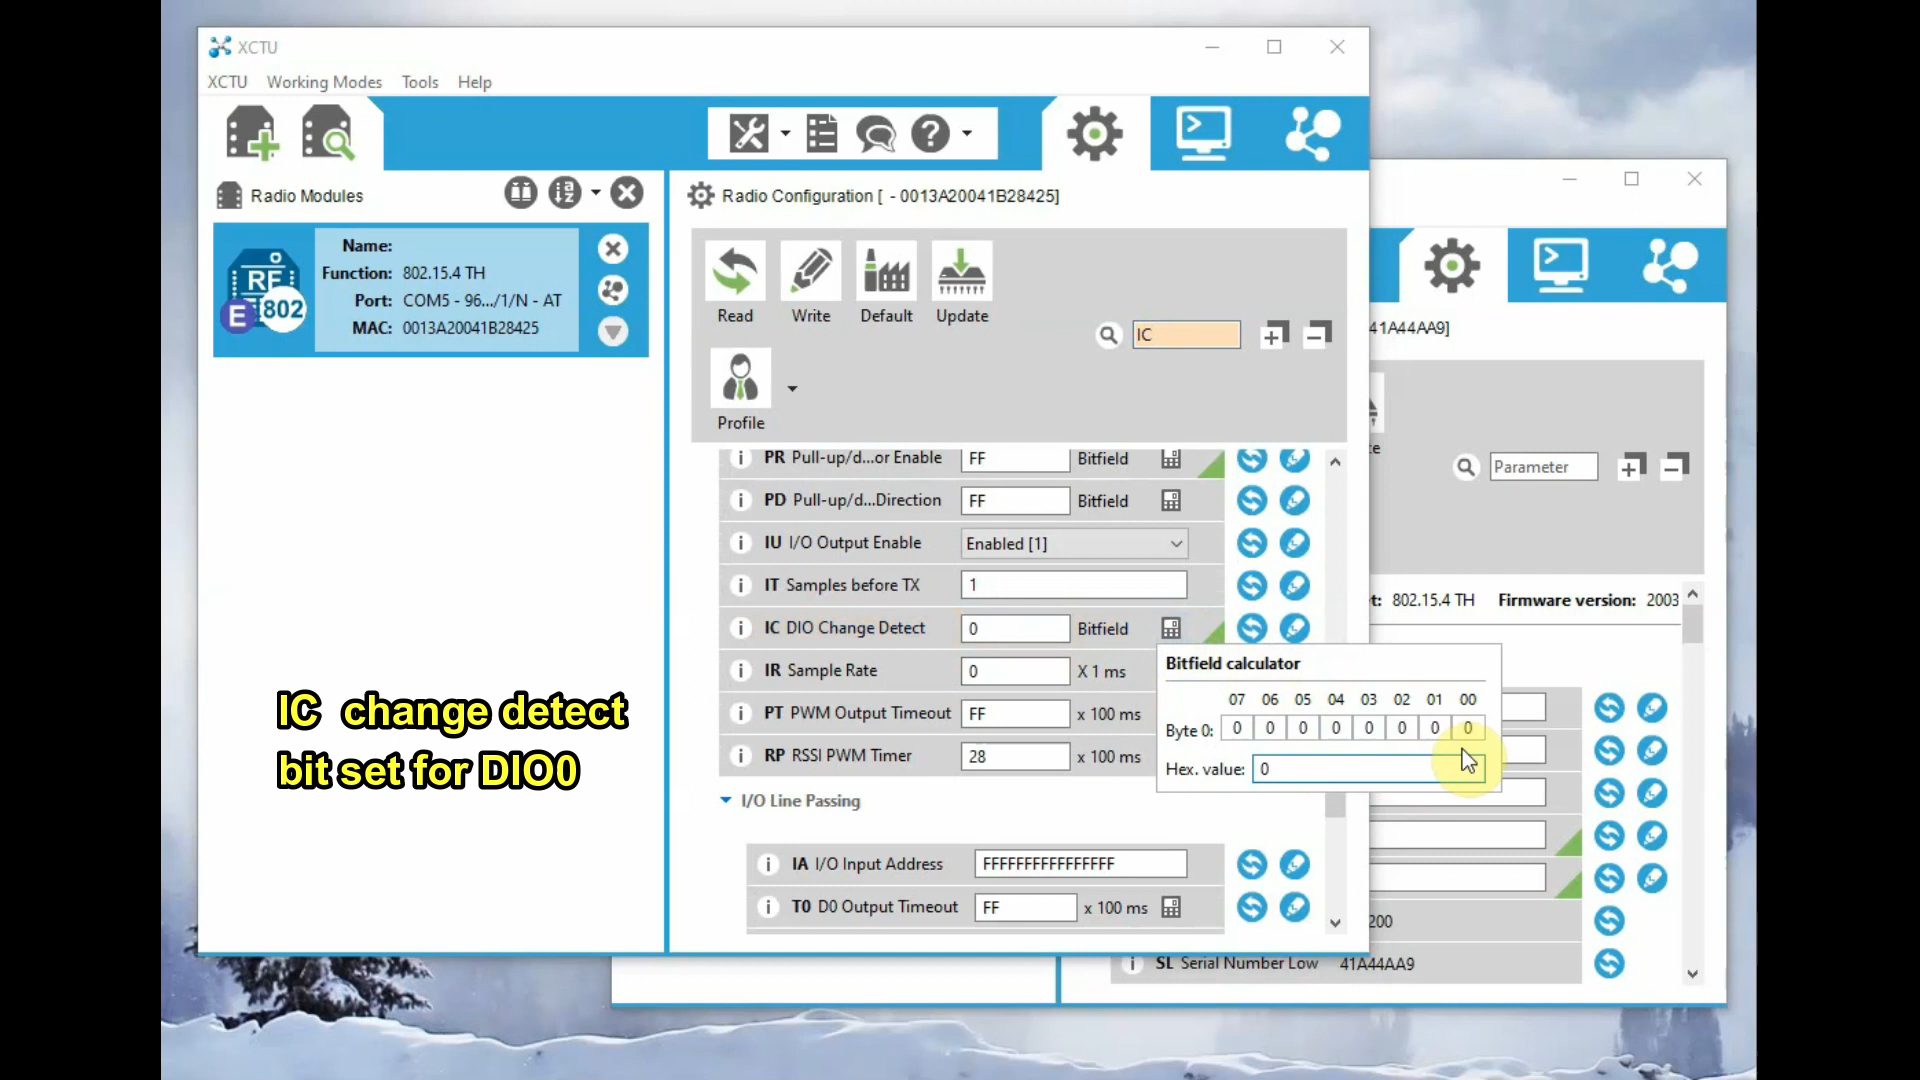 XCTU
XCTU Working Modes Tools Help
Radio Modules
Name:
Function: 802.15.4 TH
Port: COM5 - 96.../1/N - AT
MAC: 0013A20041B28425
RF
802
E
Radio Configuration [ - 0013A20041B28425]
Read Write Default Update
IC
Profile
PR Pull-up/d...or Enable FF Bitfield
PD Pull-up/d...Direction FF Bitfield
IU I/O Output Enable Enabled [1]
IT Samples before TX 1
IC DIO Change Detect 0 Bitfield
IR Sample Rate 0 X 1 ms
PT PWM Output Timeout FF x 100 ms
RP RSSI PWM Timer 28 x 100 ms
I/O Line Passing
IA I/O Input Address FFFFFFFFFFFFFFFF
T0 D0 Output Timeout FF x 100 ms
Bitfield calculator
07 06 05 04 03 02 01 00
Byte 0: 0 0 0 0 0 0 0 0
Hex. value: 0
41A44AA9]
Parameter
802.15.4 TH Firmware version: 2003
200
SL Serial Number Low 41A44AA9
IC change detect
bit set for DIO0